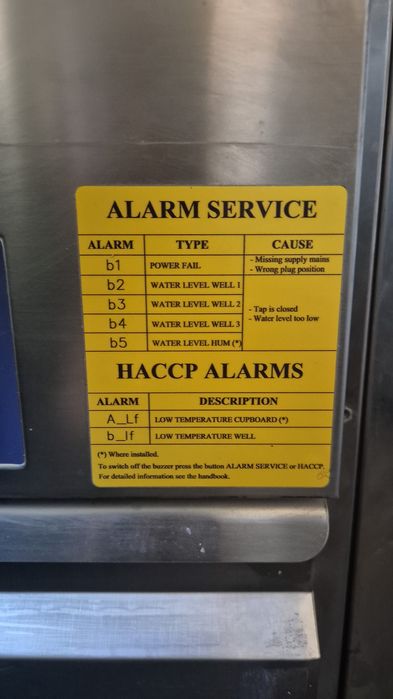 ALARM SERVICE
ALARM TYPE CAUSE
b1 POWER FAIL - Missing supply mains
- Wrong plug position
b2 WATER LEVEL WELL 1
b3 WATER LEVEL WELL 2
- Tap is closed
b4 WATER LEVEL WELL 3
- Water level too low
b5 WATER LEVEL HUM (*)
HACCP ALARMS
ALARM DESCRIPTION
A_Lf LOW TEMPERATURE CUPBOARD (*)
b_lf LOW TEMPERATURE WELL
(*) Where installed.
To switch off the buzzer press the button ALARM SERVICE or HACCP.
For detailed information see the handbook.